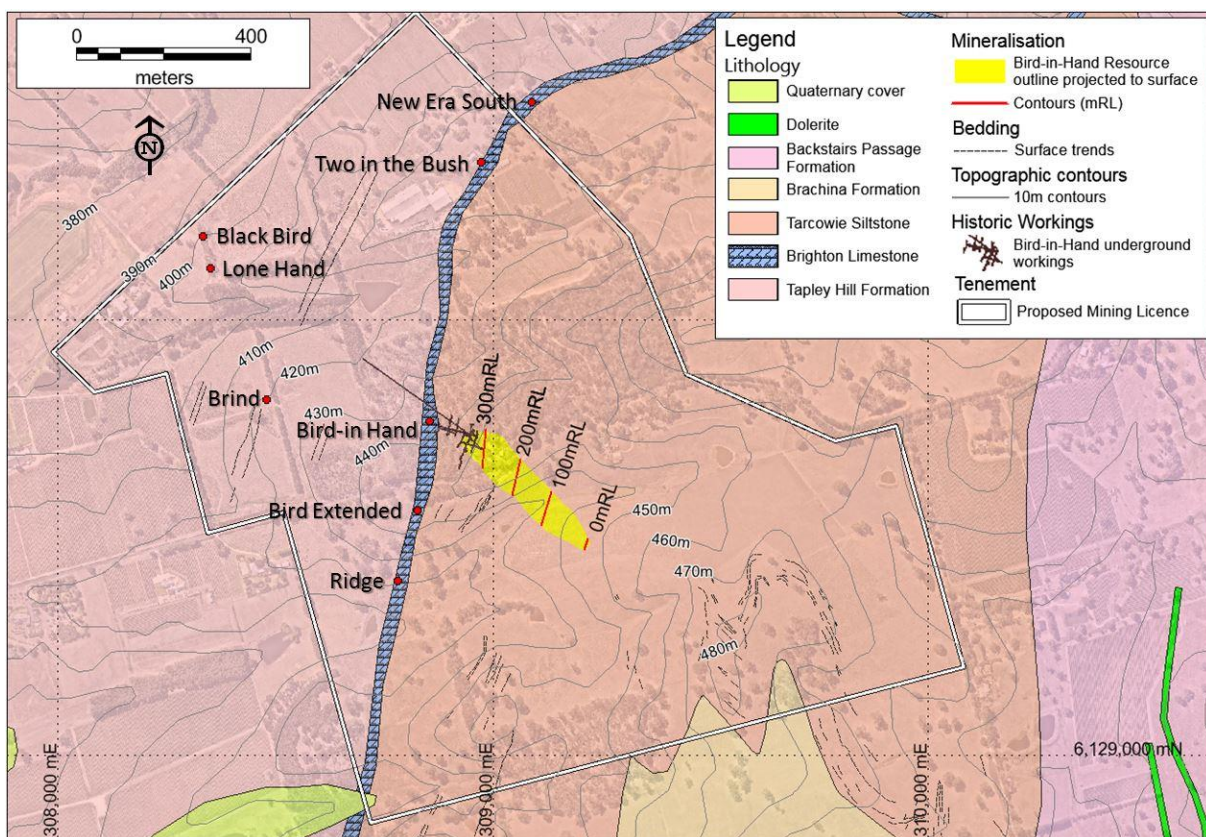 0 400
meters
N
New Era South
Two in the Bush
380m
Black Bird
390m
Lone Hand
400m
410m
420m
Brind
430m
Bird-in Hand
440m
300mRL
200mRL
100mRL
0mRL
Bird Extended
450m
460m
470m
Ridge
480m
308,000 mE
309,000 mE
310,000 mE
6,129,000 mN
Legend
Lithology
Quaternary cover
Dolerite
Backstairs Passage
Formation
Brachina Formation
Tarcowie Siltstone
Brighton Limestone
Tapley Hill Formation
Mineralisation
Bird-in-Hand Resource
outline projected to surface
Contours (mRL)
Bedding
Surface trends
Topographic contours
10m contours
Historic Workings
Bird-in-Hand underground
workings
Tenement
Proposed Mining Licence